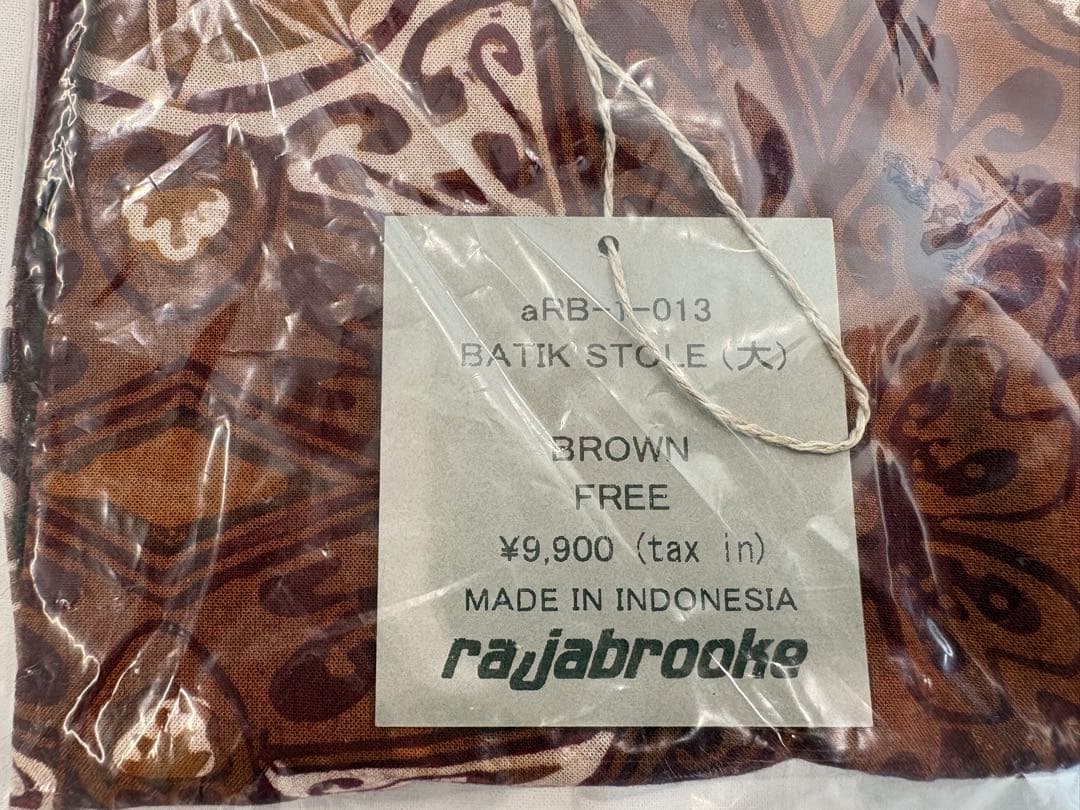 aRB-1-013
BATIK STOLE (大)
BROWN
FREE
¥9,900 (tax in)
MADE IN INDONESIA
rajabrooke